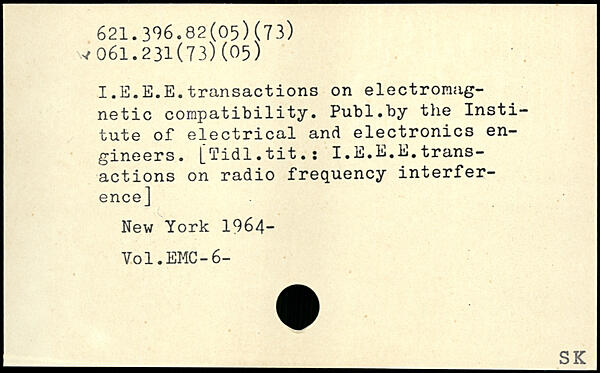 621.396.82(05)(73)
061.231(73)(05)
I.E.E.E.transactions on electromag-
netic compatibility. Publ.by the Insti-
tute of electrical and electronics en-
gineers. [Tidl.tit.: I.E.E.E.trans-
actions on radio frequency interfer-
ence]
New York 1964-
Vol.EMC-6-
SK